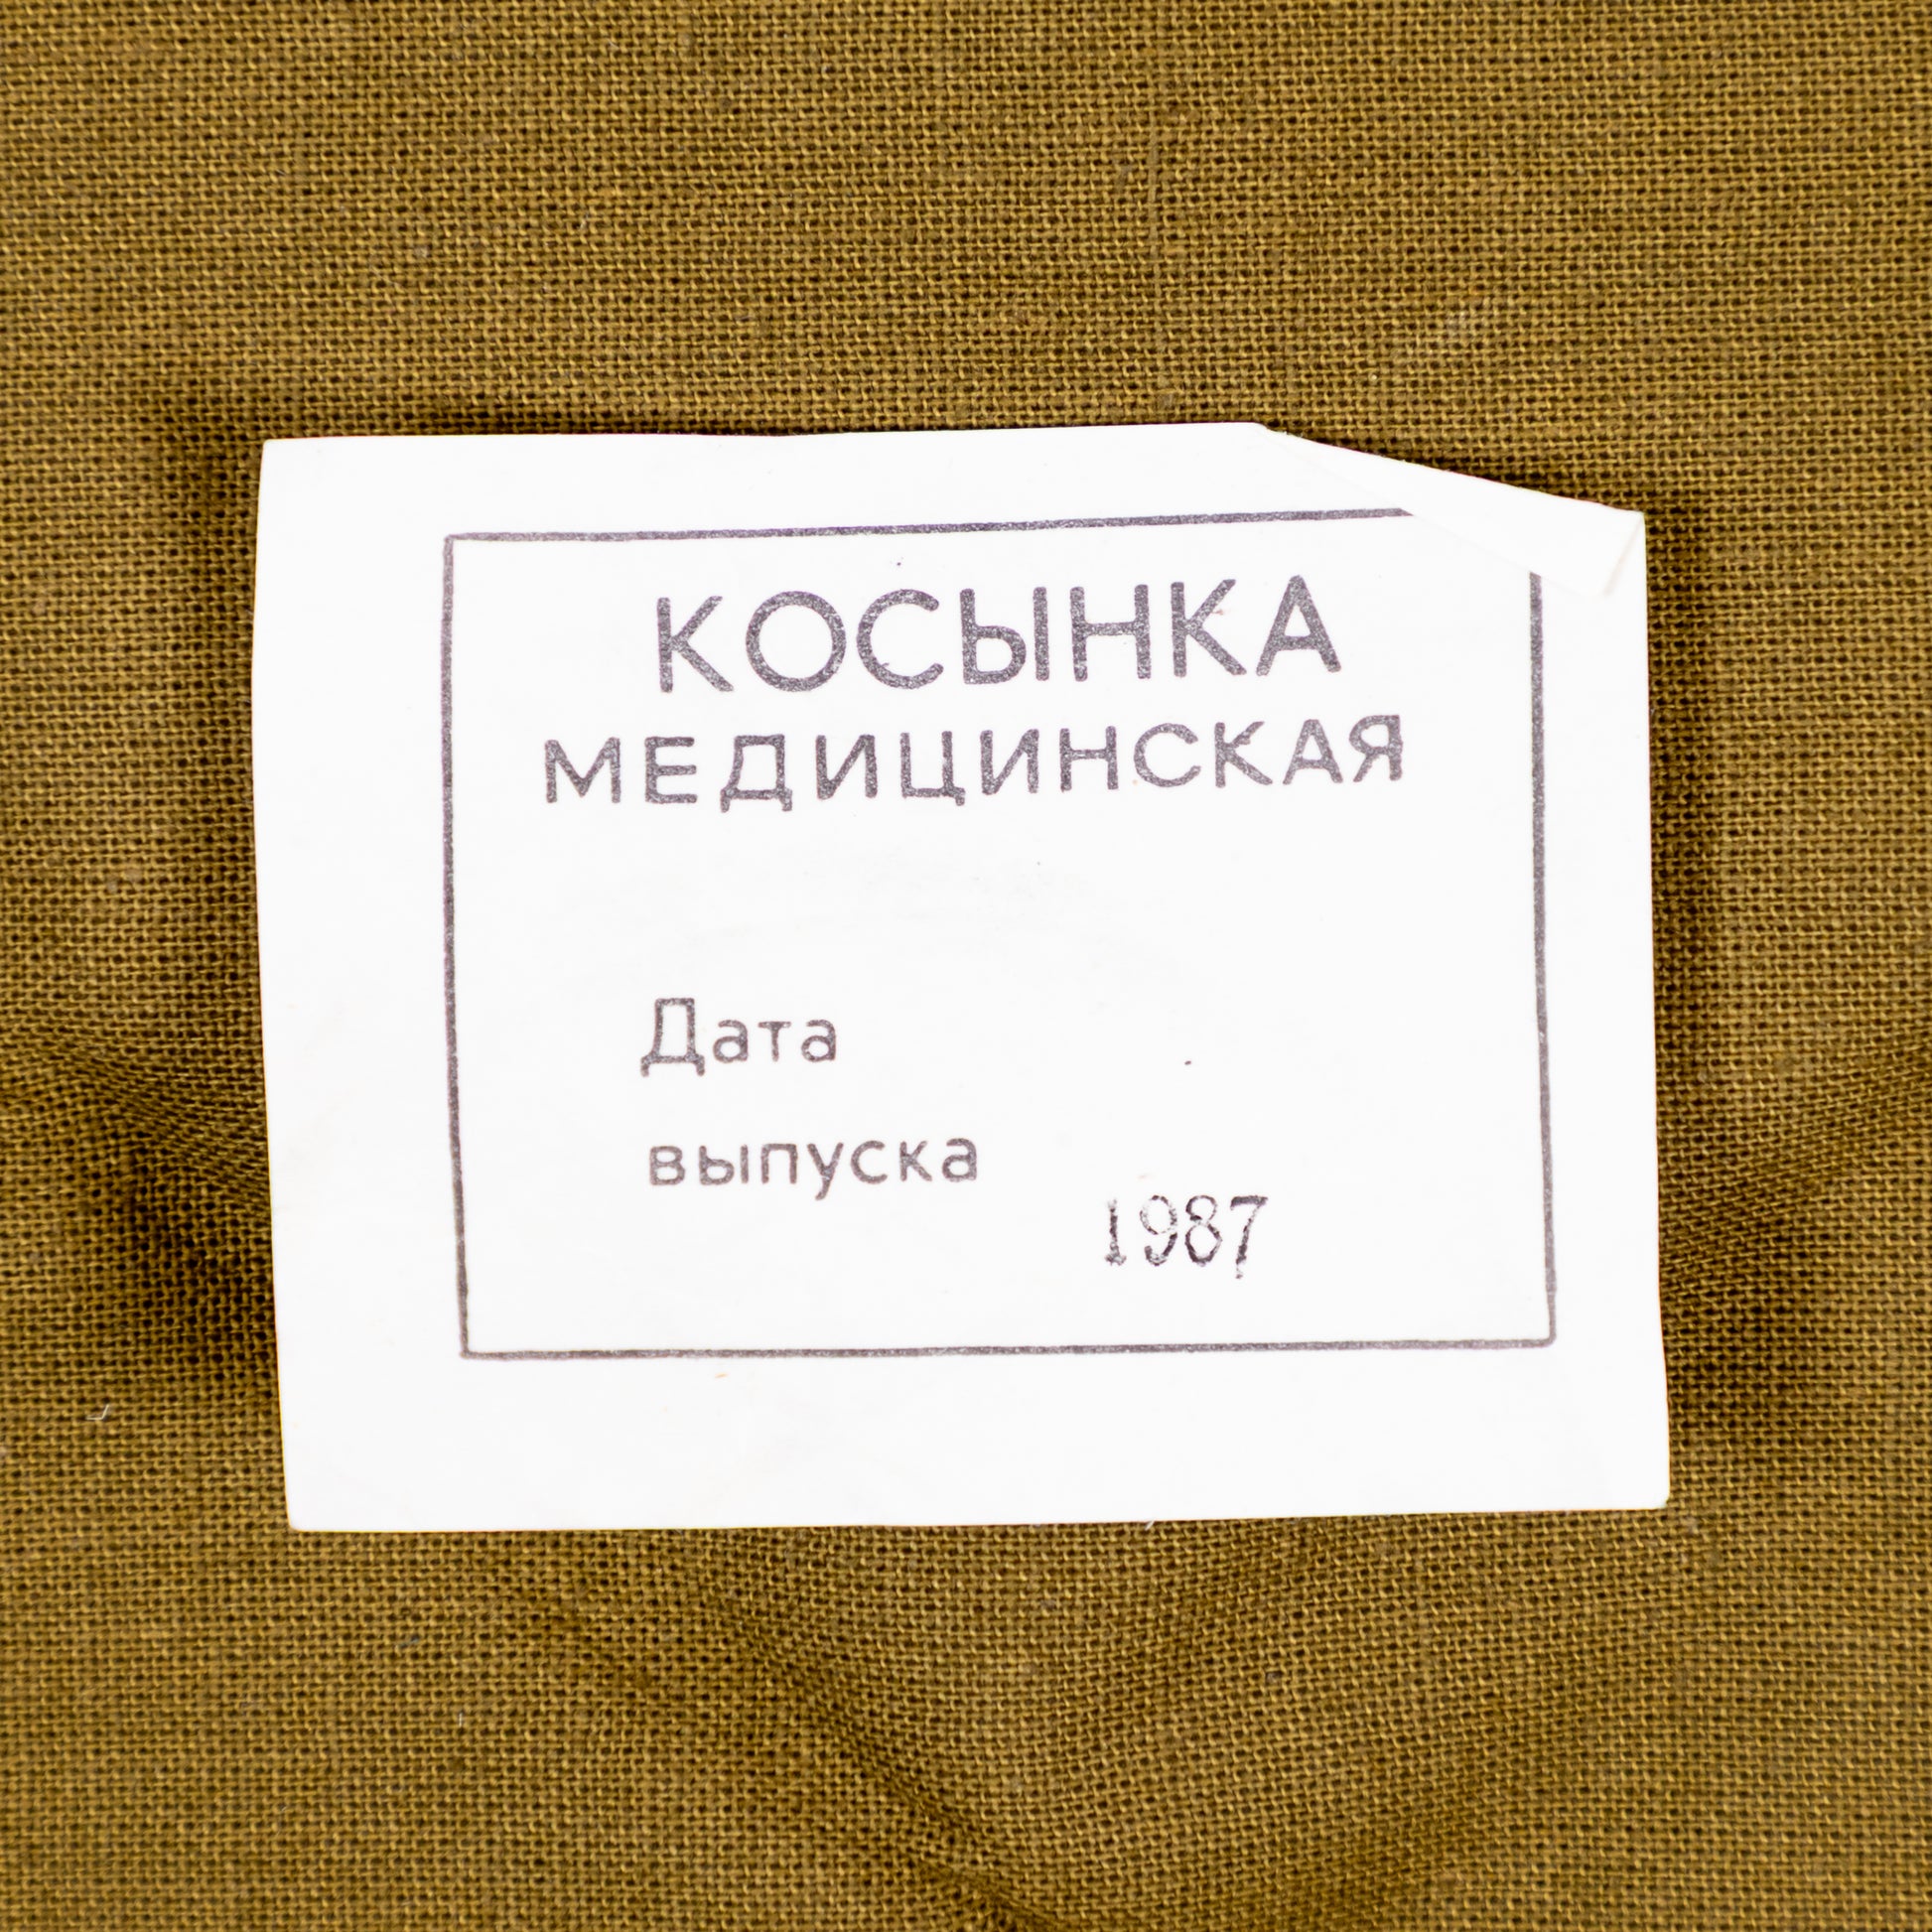 КОСЫНКА
МЕДИЦИНСКАЯ
Дата
выпуска
1987